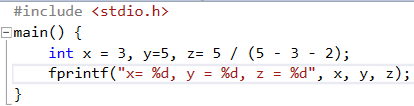 #include <stdio.h>
main() {
int x = 3, y=5, z= 5 / (5 - 3 - 2);
fprintf("x= %d, y = %d, z = %d", x, y, z);
}